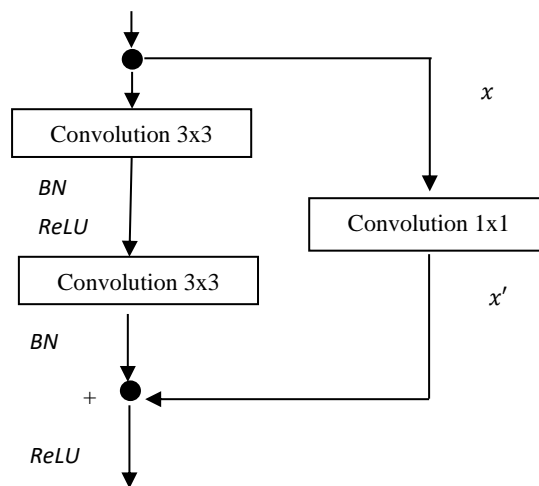 x
Convolution 3x3
BN
ReLU
Convolution 1x1
Convolution 3x3
x′
BN
+
ReLU